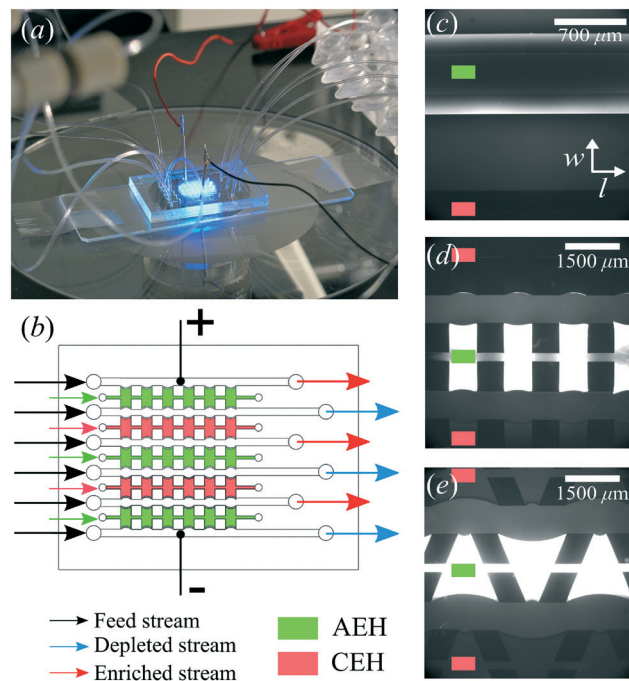 (a)
(b)
+
-
Feed stream
Depleted stream
Enriched stream
AEH
CEH
(c)
700 μm
w
l
(d)
1500 μm
(e)
1500 μm